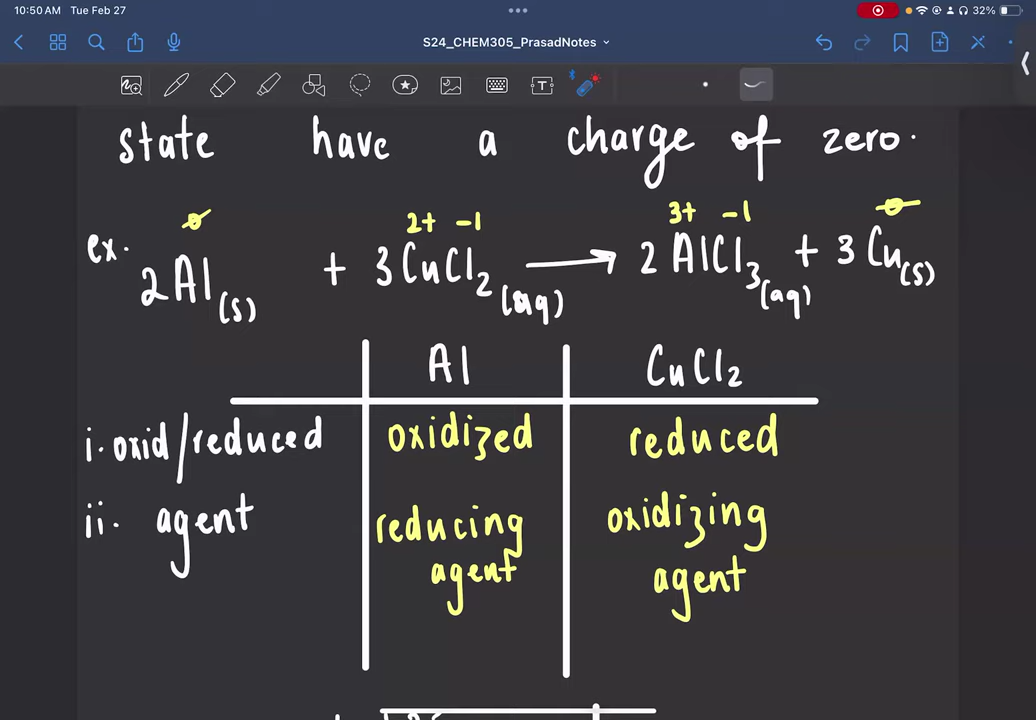 10:50 AM Tue Feb 27
32%
S24_CHEM305_PrasadNotes
state have a charge of zero.
0 2+ -1 3+ -1 0
ex. 2Al(s) + 3CuCl2(aq) → 2AlCl3(aq) + 3Cu(s)
Al CuCl2
i. oxid/reduced oxidized reduced
ii. agent reducing agent oxidizing agent